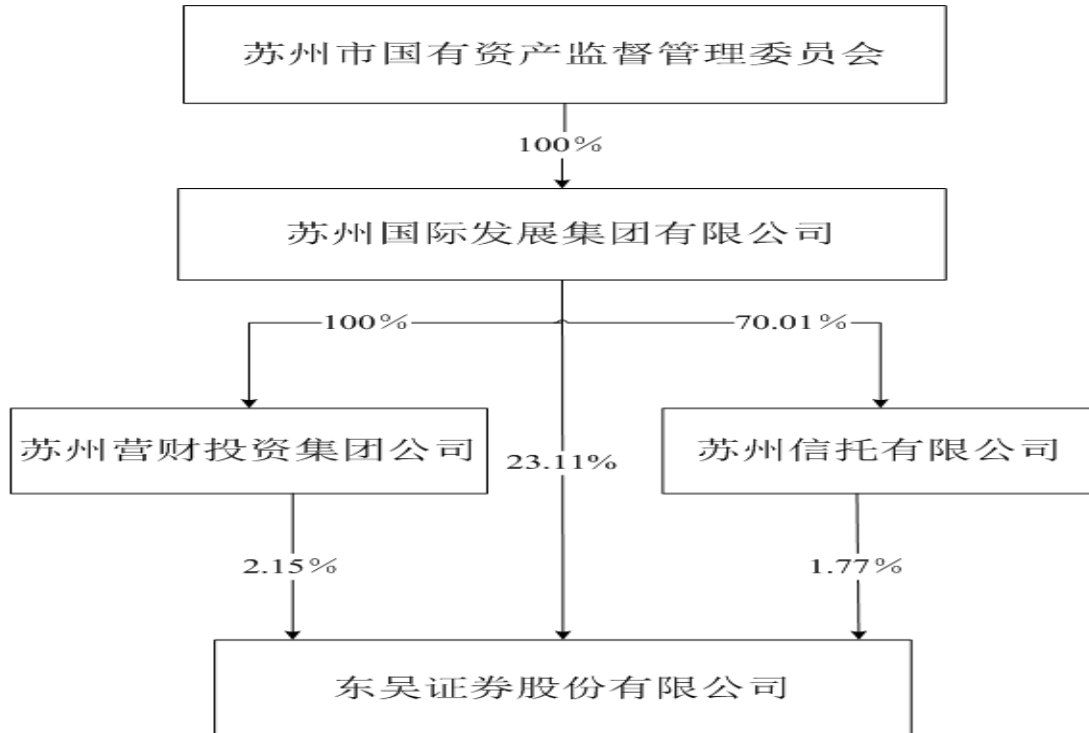 苏州市国有资产监督管理委员会
100%
苏州国际发展集团有限公司
100%
70.01%
苏州营财投资集团公司
23.11%
苏州信托有限公司
2.15%
1.77%
东吴证券股份有限公司